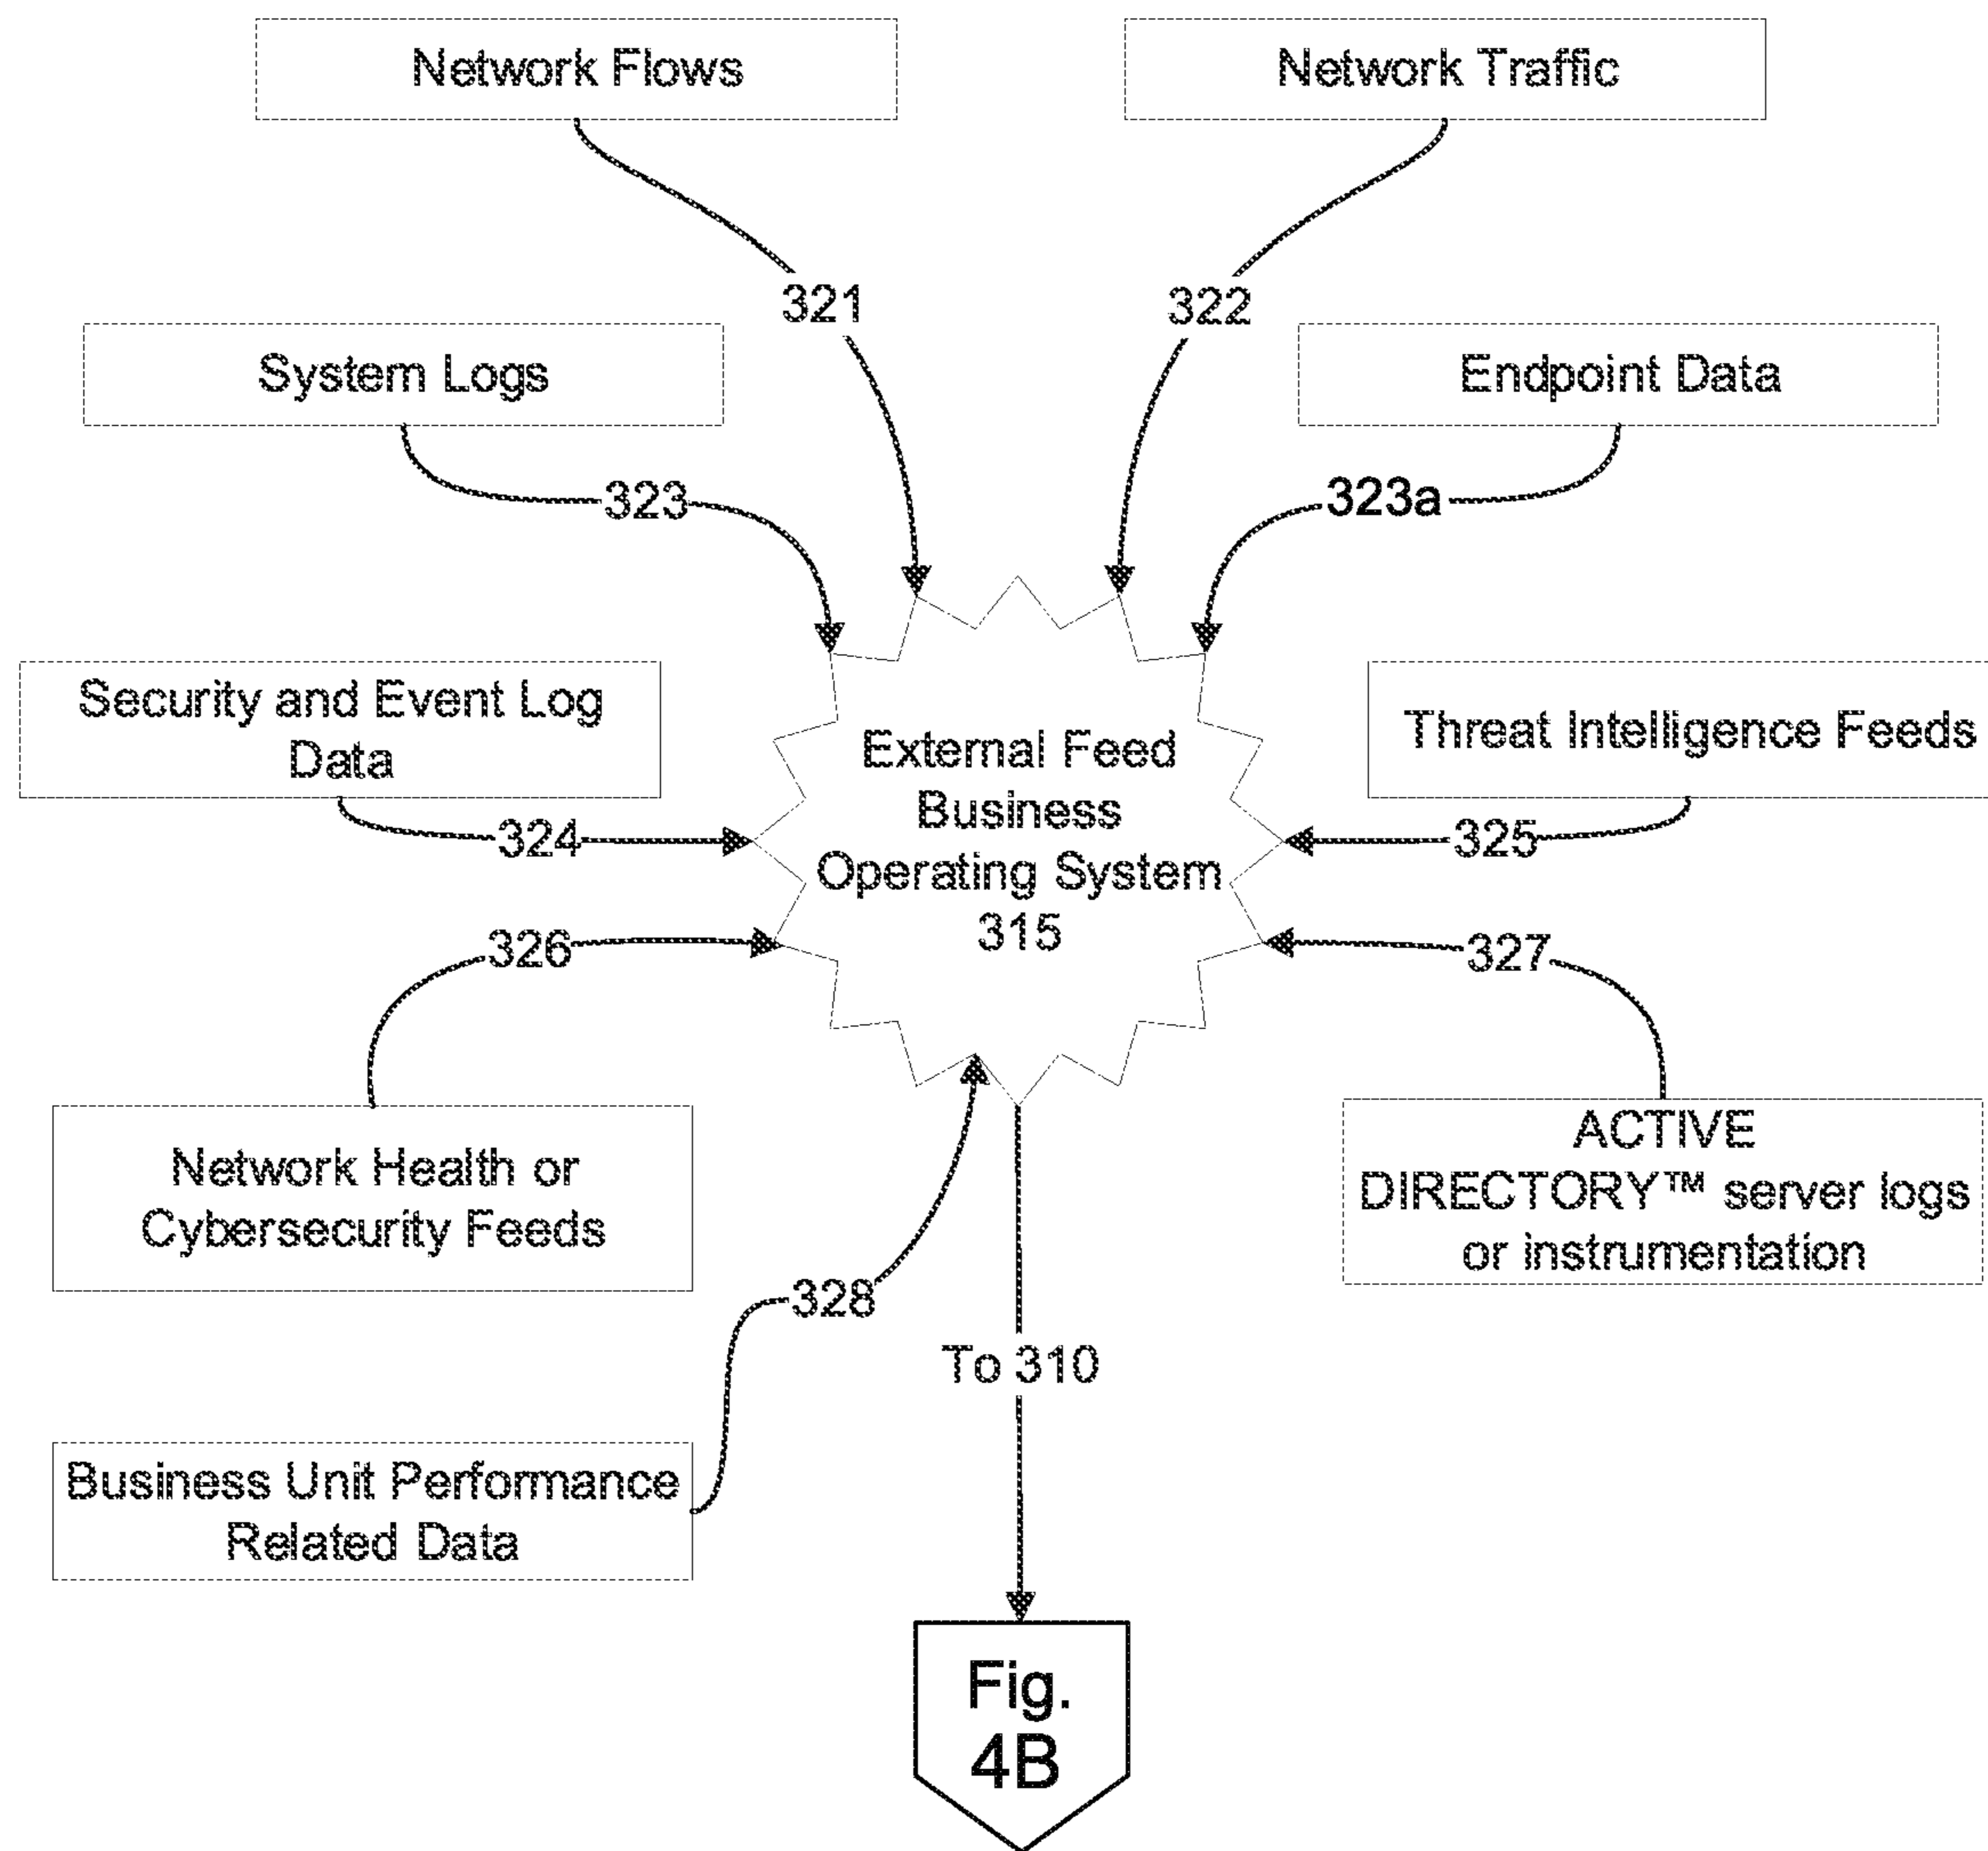 Network Flows
Network Traffic
321
322
System Logs
Endpoint Data
323
323a
Security and Event Log
Data
Threat Intelligence Feeds
External Feed
Business
Operating System
315
324
325
326
327
Network Health or
Cybersecurity Feeds
ACTIVE
DIRECTORY™ server logs
or instrumentation
328
To 310
Business Unit Performance
Related Data
Fig.
4B